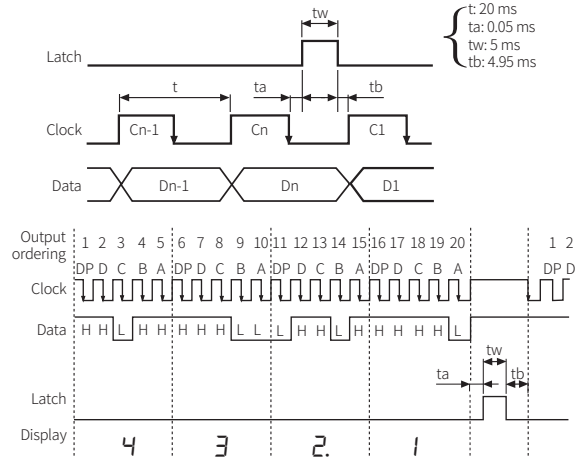 tw
t: 20 ms
ta: 0.05 ms
tw: 5 ms
tb: 4.95 ms
Latch
t
ta
tb
Clock
Cn-1
Cn
C1
Data
Dn-1
Dn
D1
Output ordering
1 2 3 4 5 6 7 8 9 10 11 12 13 14 15 16 17 18 19 20 1 2
DP D C B A DP D C B A DP D C B A DP D C B A DP D
Clock
Data
H H L H H H H H L L L H H L H H H H H L
tw
ta
tb
Latch
Display
4 3 2. 1